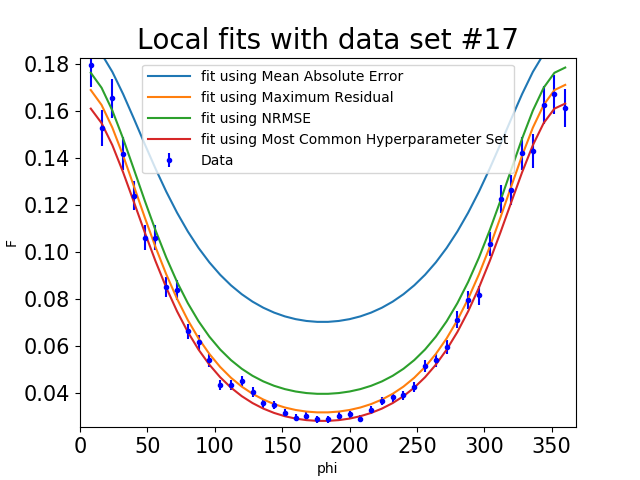 Local fits with data set #17
fit using Mean Absolute Error
fit using Maximum Residual
fit using NRMSE
fit using Most Common Hyperparameter Set
Data
F
0.18
0.16
0.14
0.12
0.10
0.08
0.06
0.04
0 50 100 150 200 250 300 350
phi